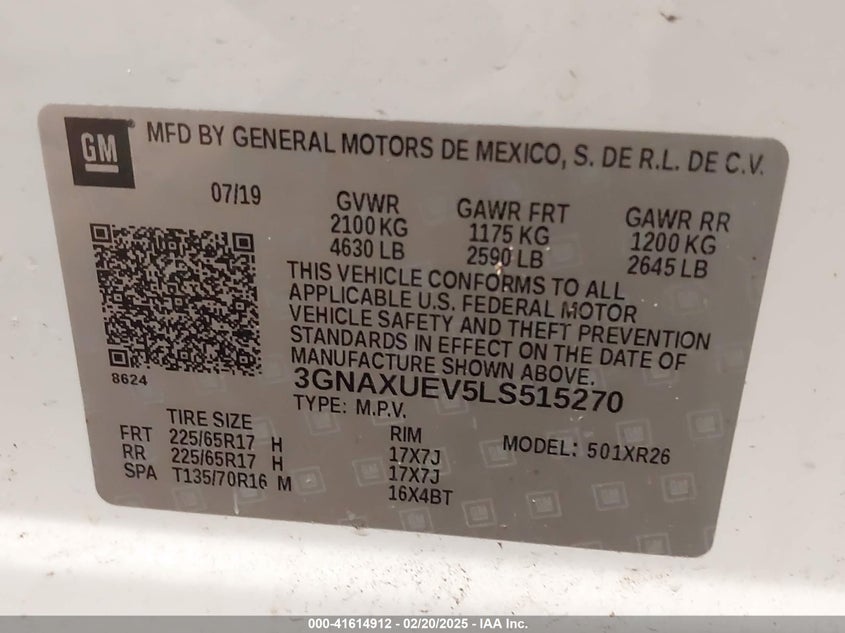 GM
MFD BY GENERAL MOTORS DE MEXICO, S. DE R.L. DE C.V.
07/19
GVWR
2100 KG
4630 LB
GAWR FRT
1175 KG
2590 LB
GAWR RR
1200 KG
2645 LB
THIS VEHICLE CONFORMS TO ALL
APPLICABLE U.S. FEDERAL MOTOR
VEHICLE SAFETY AND THEFT PREVENTION
STANDARDS IN EFFECT ON THE DATE OF
MANUFACTURE SHOWN ABOVE.
8624
3GNAXUEV5LS515270
TYPE: M.P.V.
MODEL: 501XR26
TIRE SIZE
FRT 225/65R17 H
RR 225/65R17 H
SPA T135/70R16 M
RIM
17X7J
17X7J
16X4BT
000-41614912 - 02/20/2025 - IAA Inc.